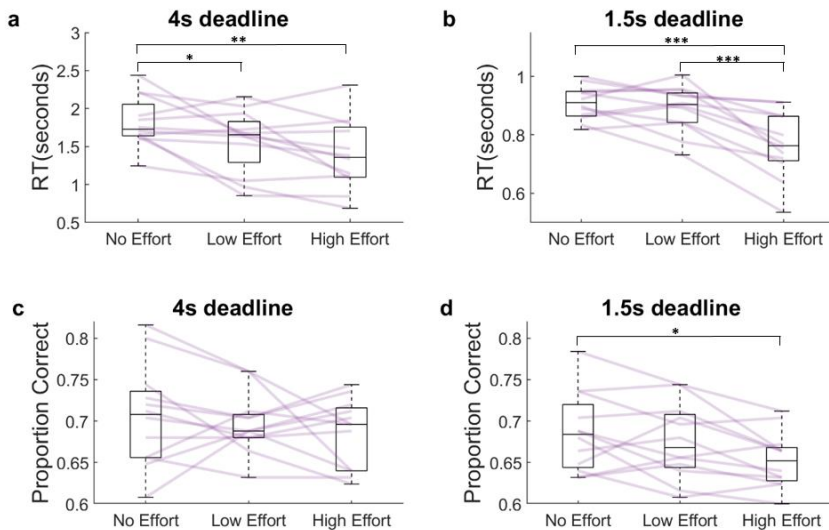 a
4s deadline
RT(seconds)
3
2.5
2
1.5
1
0.5
**
*
No Effort Low Effort High Effort
b
1.5s deadline
RT(seconds)
1
0.8
0.6
***
***
No Effort Low Effort High Effort
c
4s deadline
Proportion Correct
0.8
0.75
0.7
0.65
0.6
No Effort Low Effort High Effort
d
1.5s deadline
Proportion Correct
0.8
0.75
0.7
0.65
0.6
*
No Effort Low Effort High Effort